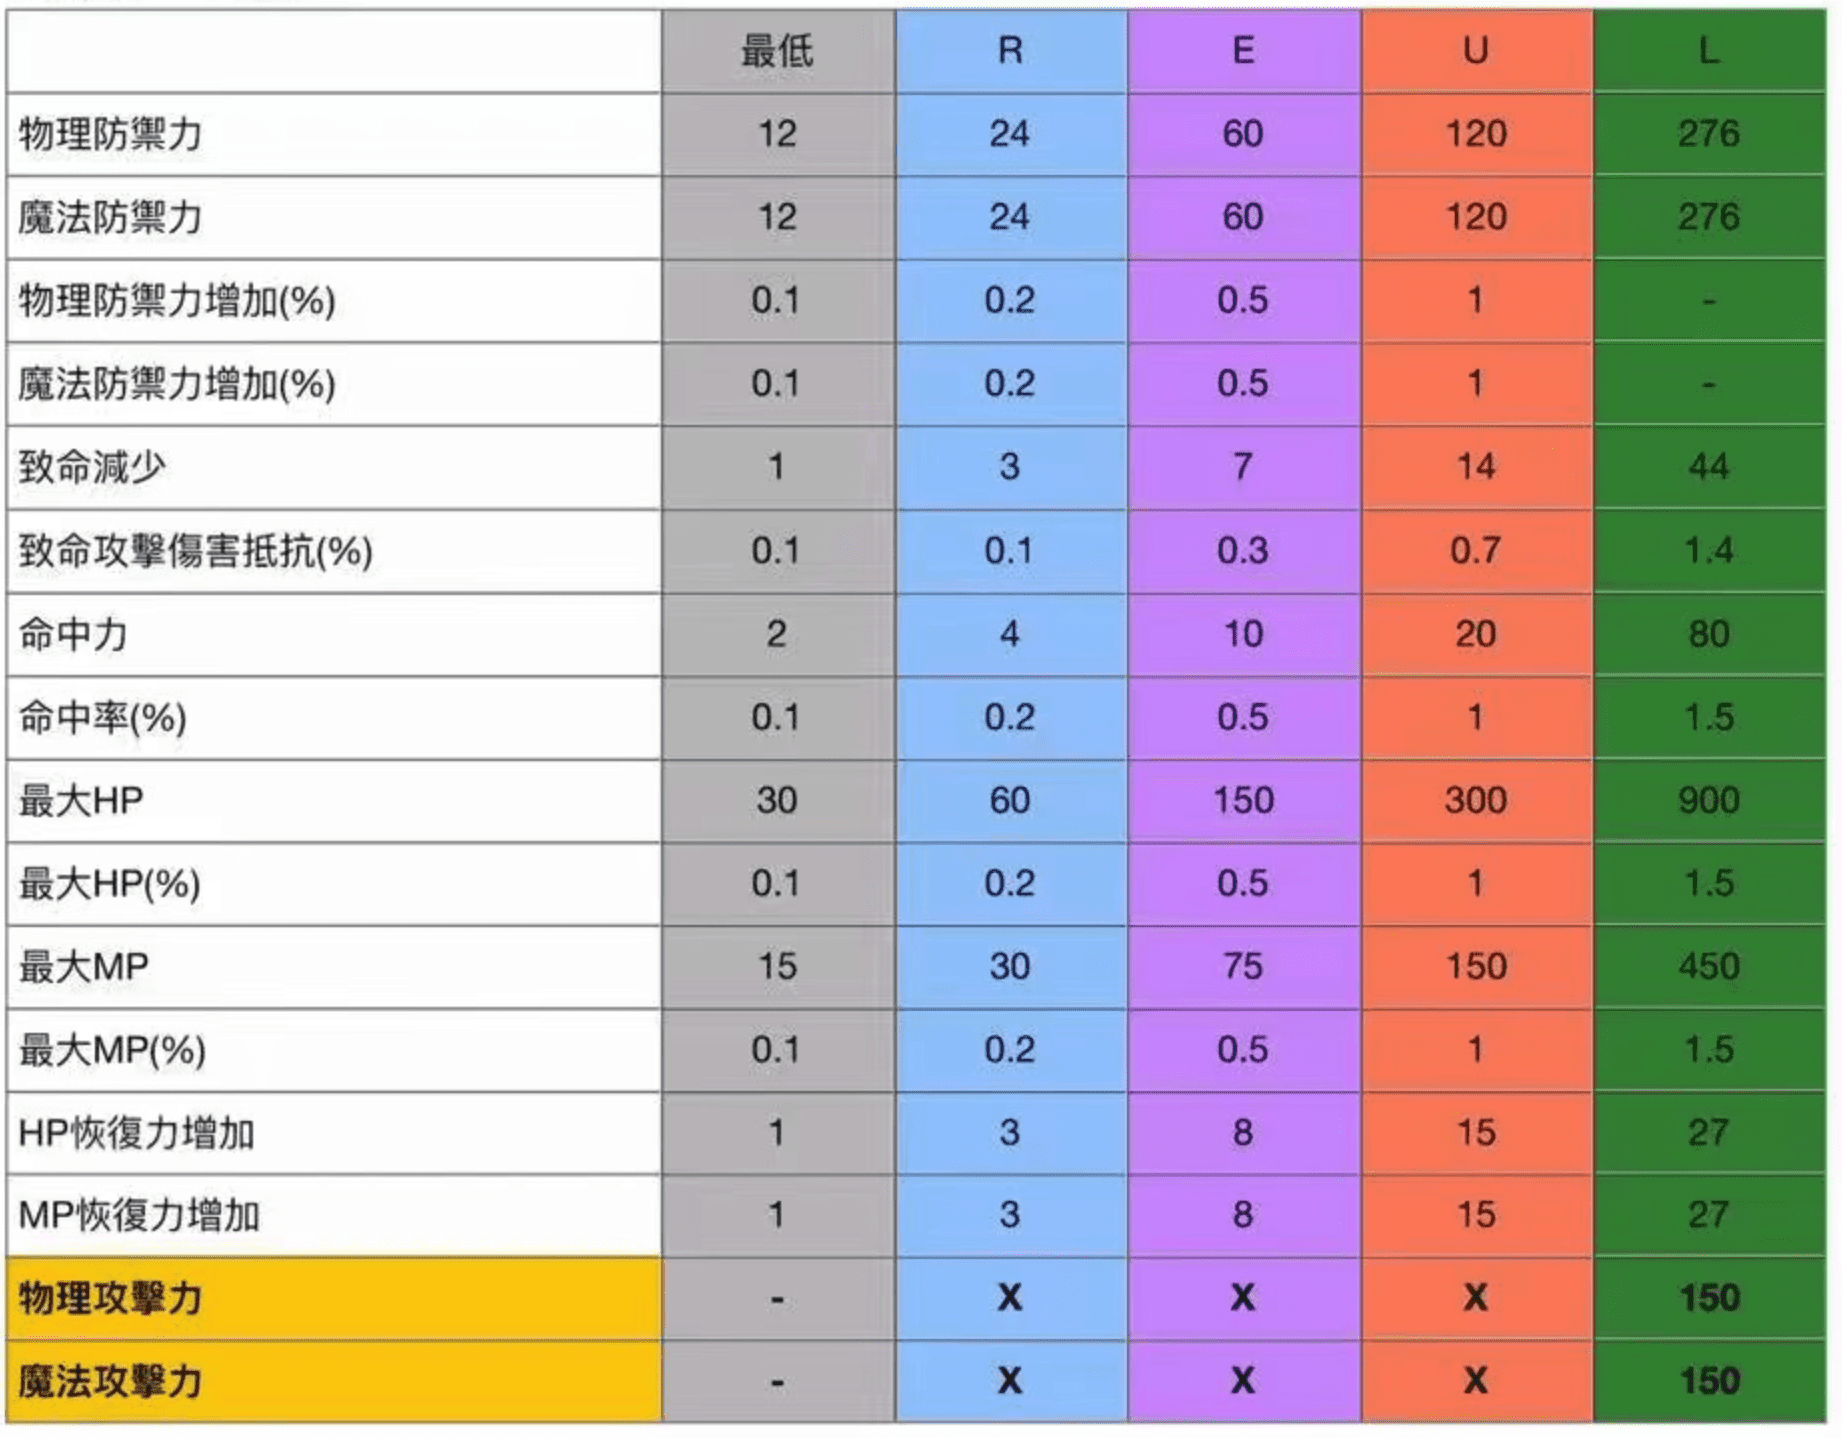 最低 R E U L
物理防禦力 12 24 60 120 276
魔法防禦力 12 24 60 120 276
物理防禦力增加(%) 0.1 0.2 0.5 1 -
魔法防禦力增加(%) 0.1 0.2 0.5 1 -
致命減少 1 3 7 14 44
致命攻擊傷害抵抗(%) 0.1 0.1 0.3 0.7 1.4
命中力 2 4 10 20 80
命中率(%) 0.1 0.2 0.5 1 1.5
最大HP 30 60 150 300 900
最大HP(%) 0.1 0.2 0.5 1 1.5
最大MP 15 30 75 150 450
最大MP(%) 0.1 0.2 0.5 1 1.5
HP恢復力增加 1 3 8 15 27
MP恢復力增加 1 3 8 15 27
物理攻擊力 - X X X 150
魔法攻擊力 - X X X 150